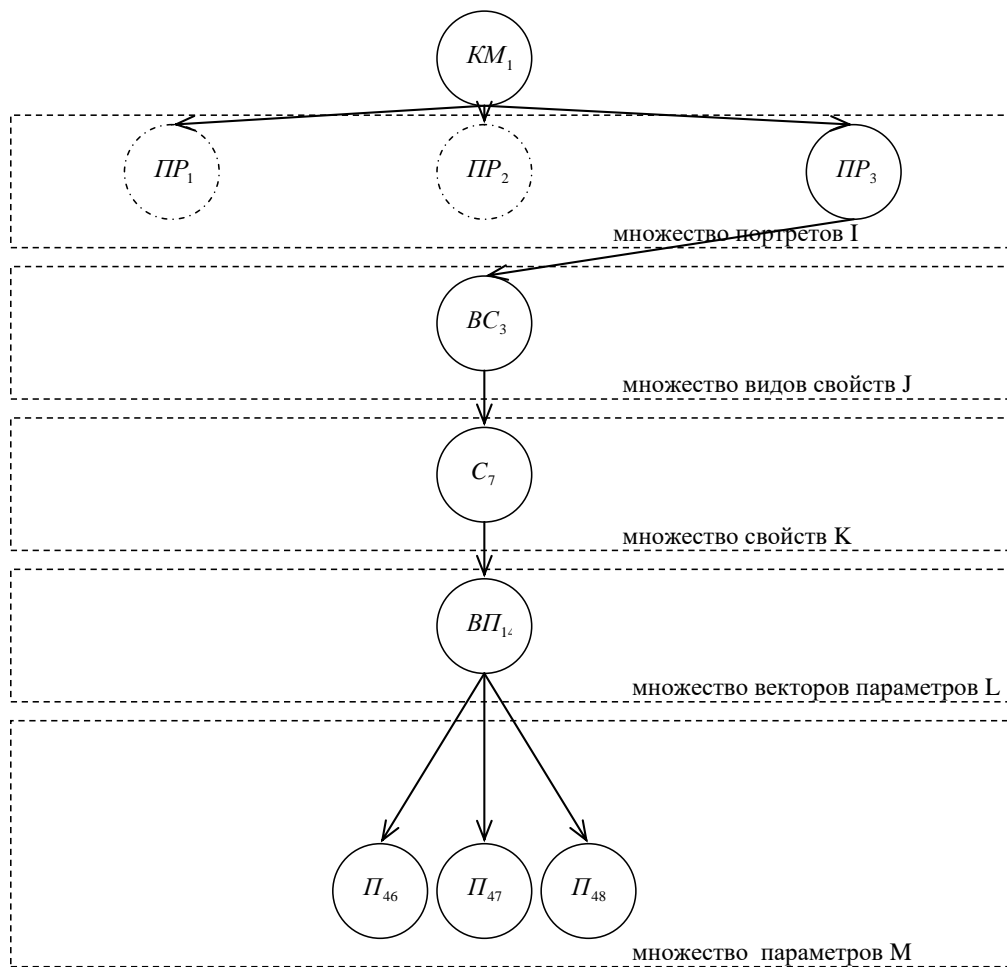 КМ₁
ПР₁ ПР₂ ПР₃
множество портретов I
ВС₃
множество видов свойств J
С₇
множество свойств K
ВП₁₄
множество векторов параметров L
П₄₆ П₄₇ П₄₈
множество параметров M